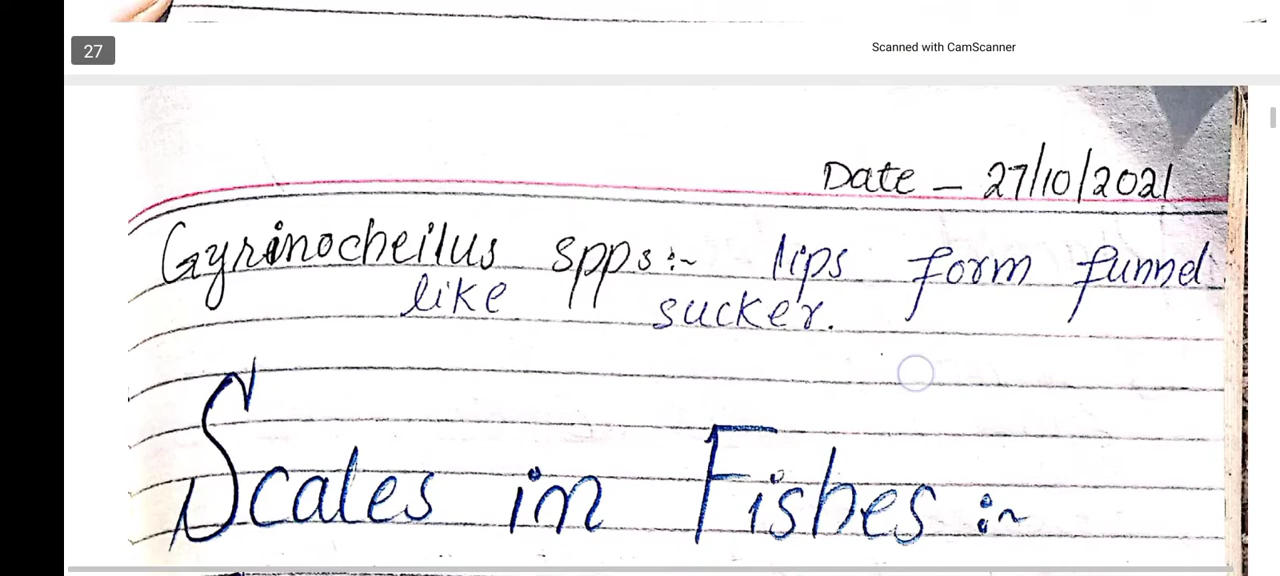 27
Scanned with CamScanner
Date - 27/10/2021
Gyrinocheilus spps:~ lips form funnel
like sucker.
Scales in Fishes :~